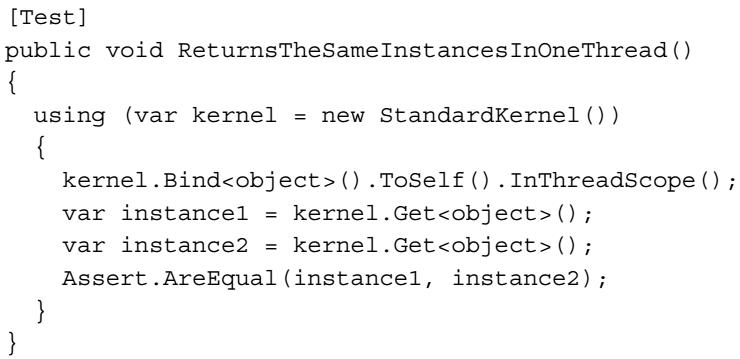 [Test]
public void ReturnsTheSameInstancesInOneThread()
{
  using (var kernel = new StandardKernel())
  {
    kernel.Bind<object>().ToSelf().InThreadScope();
    var instance1 = kernel.Get<object>();
    var instance2 = kernel.Get<object>();
    Assert.AreEqual(instance1, instance2);
  }
}